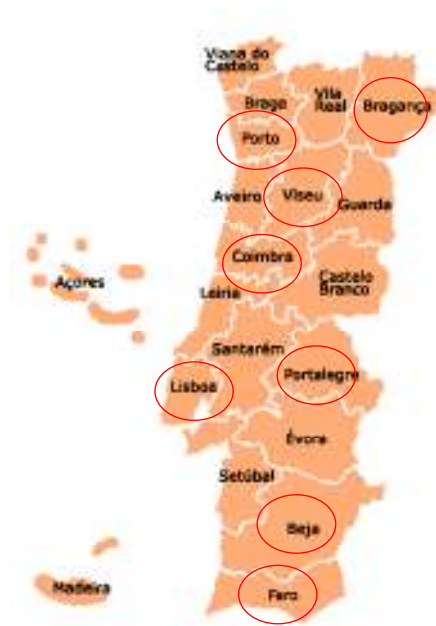 Viana do
Castelo
Braga
Vila
Real
Bragança
Porto
Aveiro
Viseu
Guarda
Coimbra
Açores
Leiria
Castelo
Branco
Santarém
Lisboa
Portalegre
Évora
Setúbal
Beja
Madeira
Faro